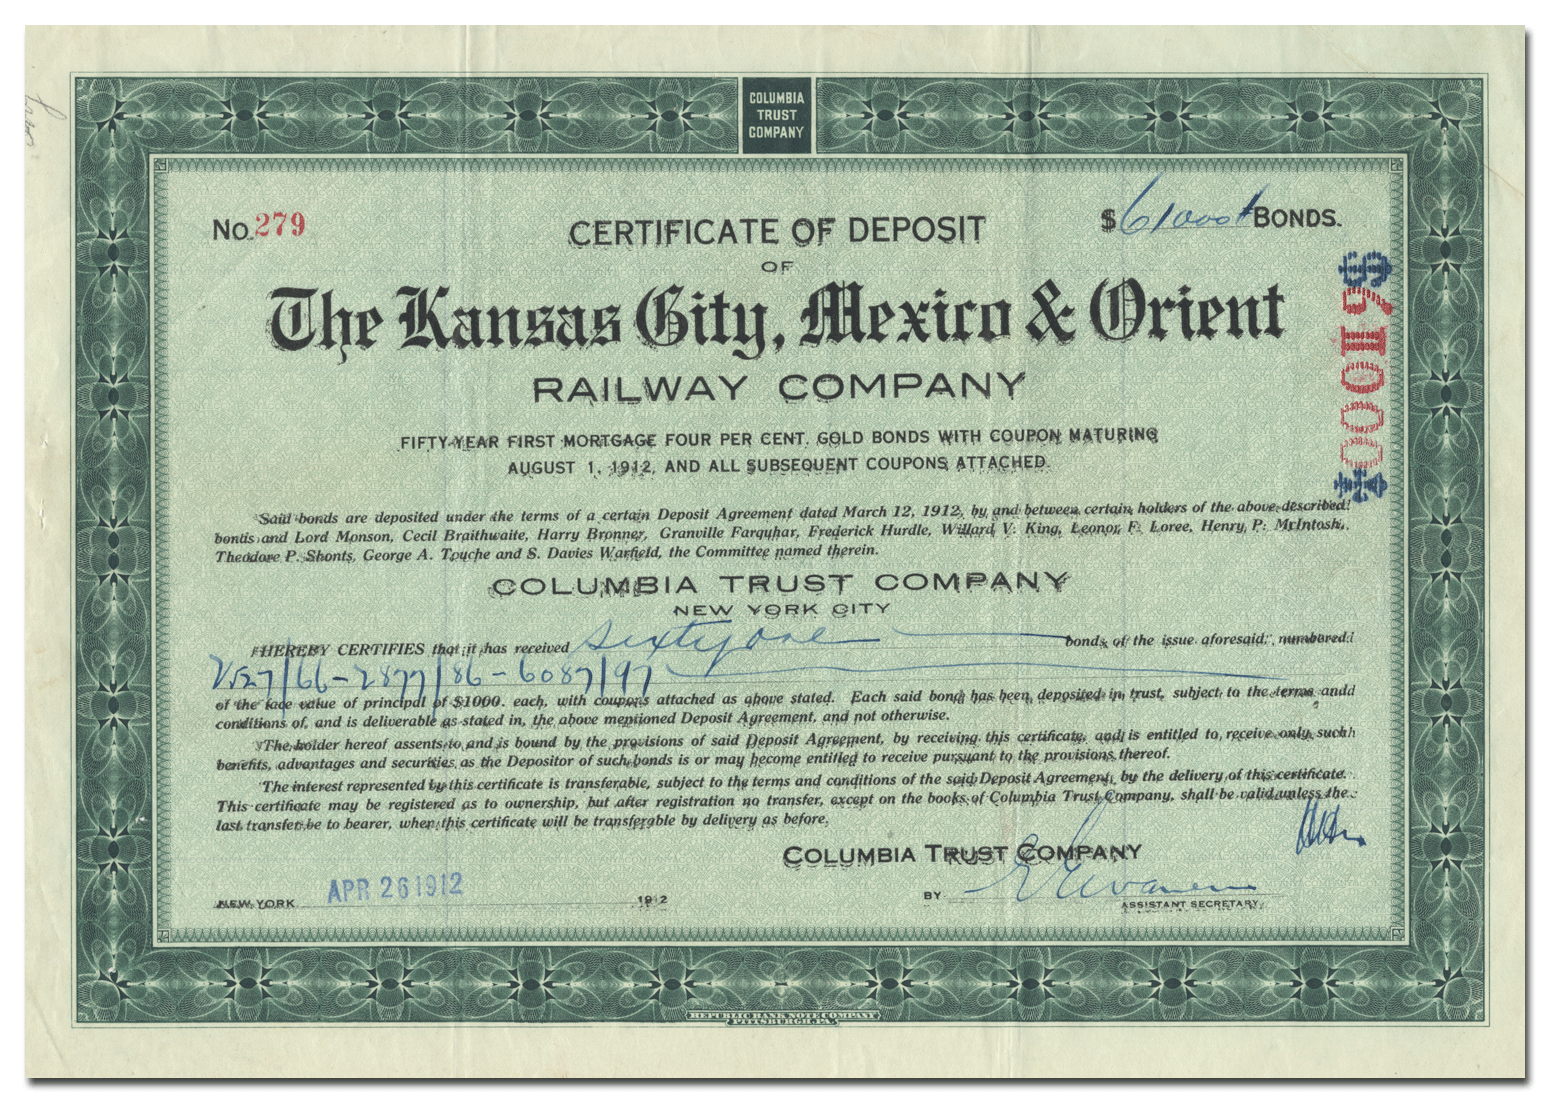 COLUMBIA
TRUST
COMPANY
No. 279
CERTIFICATE OF DEPOSIT
$ 61000 BONDS.
OF
The Kansas City, Mexico & Orient
RAILWAY COMPANY
FIFTY-YEAR FIRST MORTGAGE FOUR PER CENT. GOLD BONDS WITH COUPON MATURING
AUGUST 1, 1912, AND ALL SUBSEQUENT COUPONS ATTACHED.
Said bonds are deposited under the terms of a certain Deposit Agreement dated March 12, 1912, by and between certain holders of the above described
bonds and Lord Monson, Cecil Braithwaite, Harry Bronner, Granville Farquhar, Frederick Hurdle, Willard V. King, Leonor F. Loree, Henry P. McIntosh,
Theodore P. Shonts, George A. Touche and S. Davies Warfield, the Committee named therein.
COLUMBIA TRUST COMPANY
NEW YORK CITY
HEREBY CERTIFIES that it has received sixty one bonds of the issue aforesaid, numbered
/66-2877/86-6087/97
of the face value of principal of $1000. each, with coupons attached as above stated. Each said bond has been deposited in trust, subject to the terms and
conditions of, and is deliverable as stated in, the above mentioned Deposit Agreement, and not otherwise.
The holder hereof assents to and is bound by the provisions of said Deposit Agreement, by receiving this certificate, and is entitled to receive only such
benefits, advantages and securities, as the Depositor of such bonds is or may become entitled to receive pursuant to the provisions thereof.
The interest represented by this certificate is transferable, subject to the terms and conditions of the said Deposit Agreement, by the delivery of this certificate.
This certificate may be registered as to ownership, but after registration no transfer, except on the books of Columbia Trust Company, shall be valid unless the
last transfer be to bearer, when this certificate will be transferable by delivery as before.
COLUMBIA TRUST COMPANY
NEW YORK APR 26 1912 1912
BY
ASSISTANT SECRETARY.
REPUBLIC BANK NOTE COMPANY
PITTSBURGH, PA.